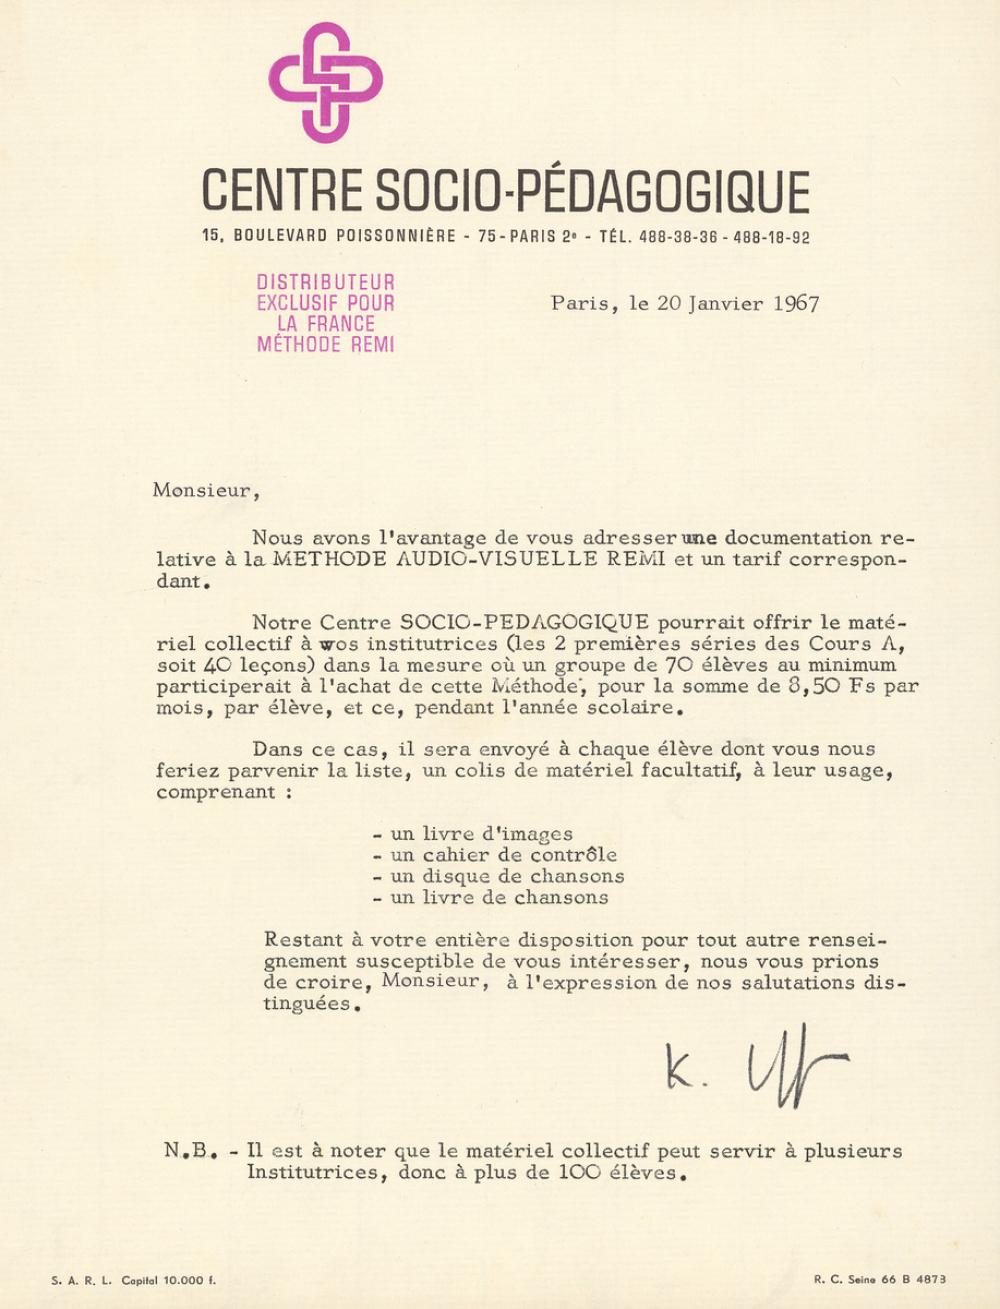 CENTRE SOCIO-PÉDAGOGIQUE
15, BOULEVARD POISSONNIÈRE - 75-PARIS 2e - TÉL. 488-38-36 - 488-18-92
DISTRIBUTEUR
EXCLUSIF POUR
LA FRANCE
MÉTHODE REMI
Paris, le 20 Janvier 1967
Monsieur,
Nous avons l'avantage de vous adresser une documentation re-
lative à la METHODE AUDIO-VISUELLE REMI et un tarif correspon-
dant.
Notre Centre SOCIO-PEDAGOGIQUE pourrait offrir le maté-
riel collectif à vos institutrices (les 2 premières séries des Cours A,
soit 40 leçons) dans la mesure où un groupe de 70 élèves au minimum
participerait à l'achat de cette Méthode, pour la somme de 8,50 Fs par
mois, par élève, et ce, pendant l'année scolaire.
Dans ce cas, il sera envoyé à chaque élève dont vous nous
feriez parvenir la liste, un colis de matériel facultatif, à leur usage,
comprenant :
- un livre d'images
- un cahier de contrôle
- un disque de chansons
- un livre de chansons
Restant à votre entière disposition pour tout autre rensei-
gnement susceptible de vous intéresser, nous vous prions
de croire, Monsieur, à l'expression de nos salutations dis-
tinguées.
K.
N.B. - Il est à noter que le matériel collectif peut servir à plusieurs
Institutrices, donc à plus de 100 élèves.
S. A. R. L. Capital 10.000 f.
R. C. Seine 66 B 4873